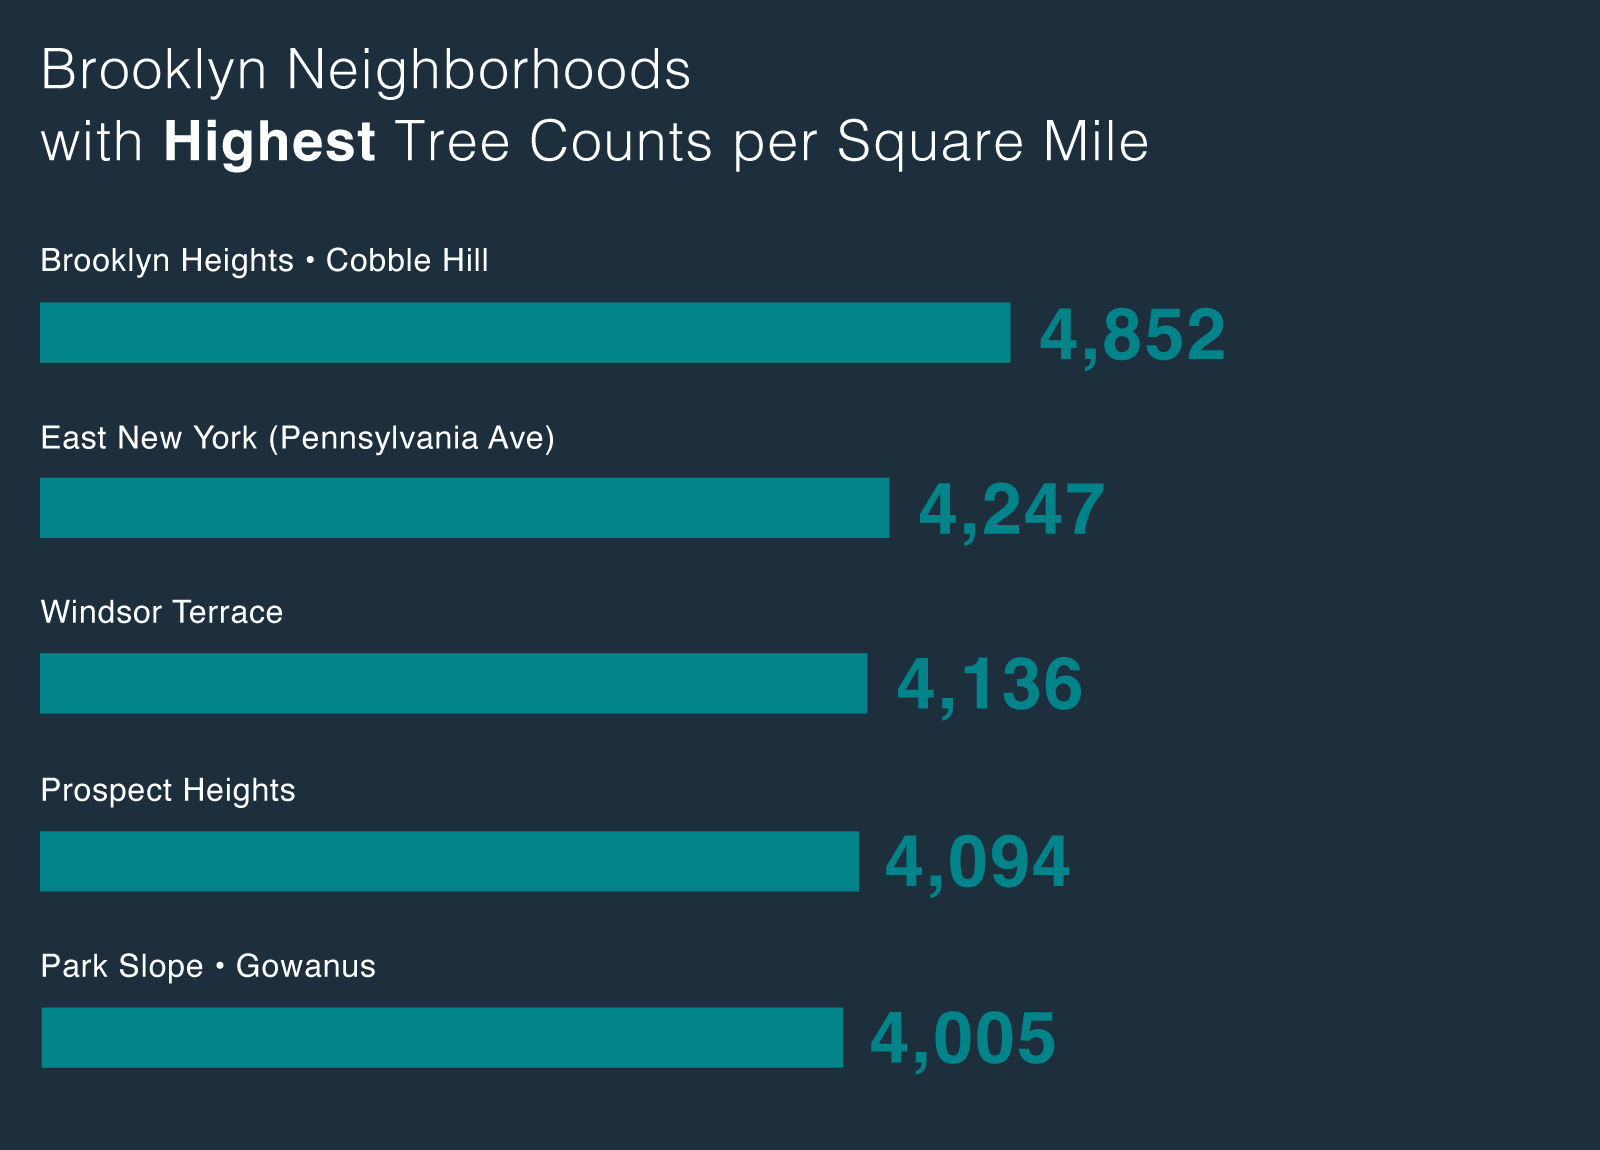 Brooklyn Neighborhoods
with Highest Tree Counts per Square Mile
Brooklyn Heights • Cobble Hill
4,852
East New York (Pennsylvania Ave)
4,247
Windsor Terrace
4,136
Prospect Heights
4,094
Park Slope • Gowanus
4,005